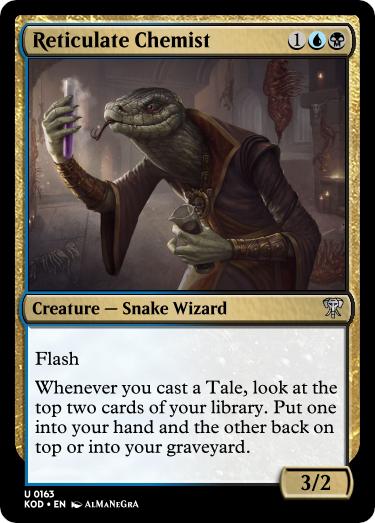 Reticulate Chemist 1
Creature — Snake Wizard
Flash
Whenever you cast a Tale, look at the
top two cards of your library. Put one
into your hand and the other back on
top or into your graveyard.
3/2
U 0163
KOD • EN ALMANEGRA